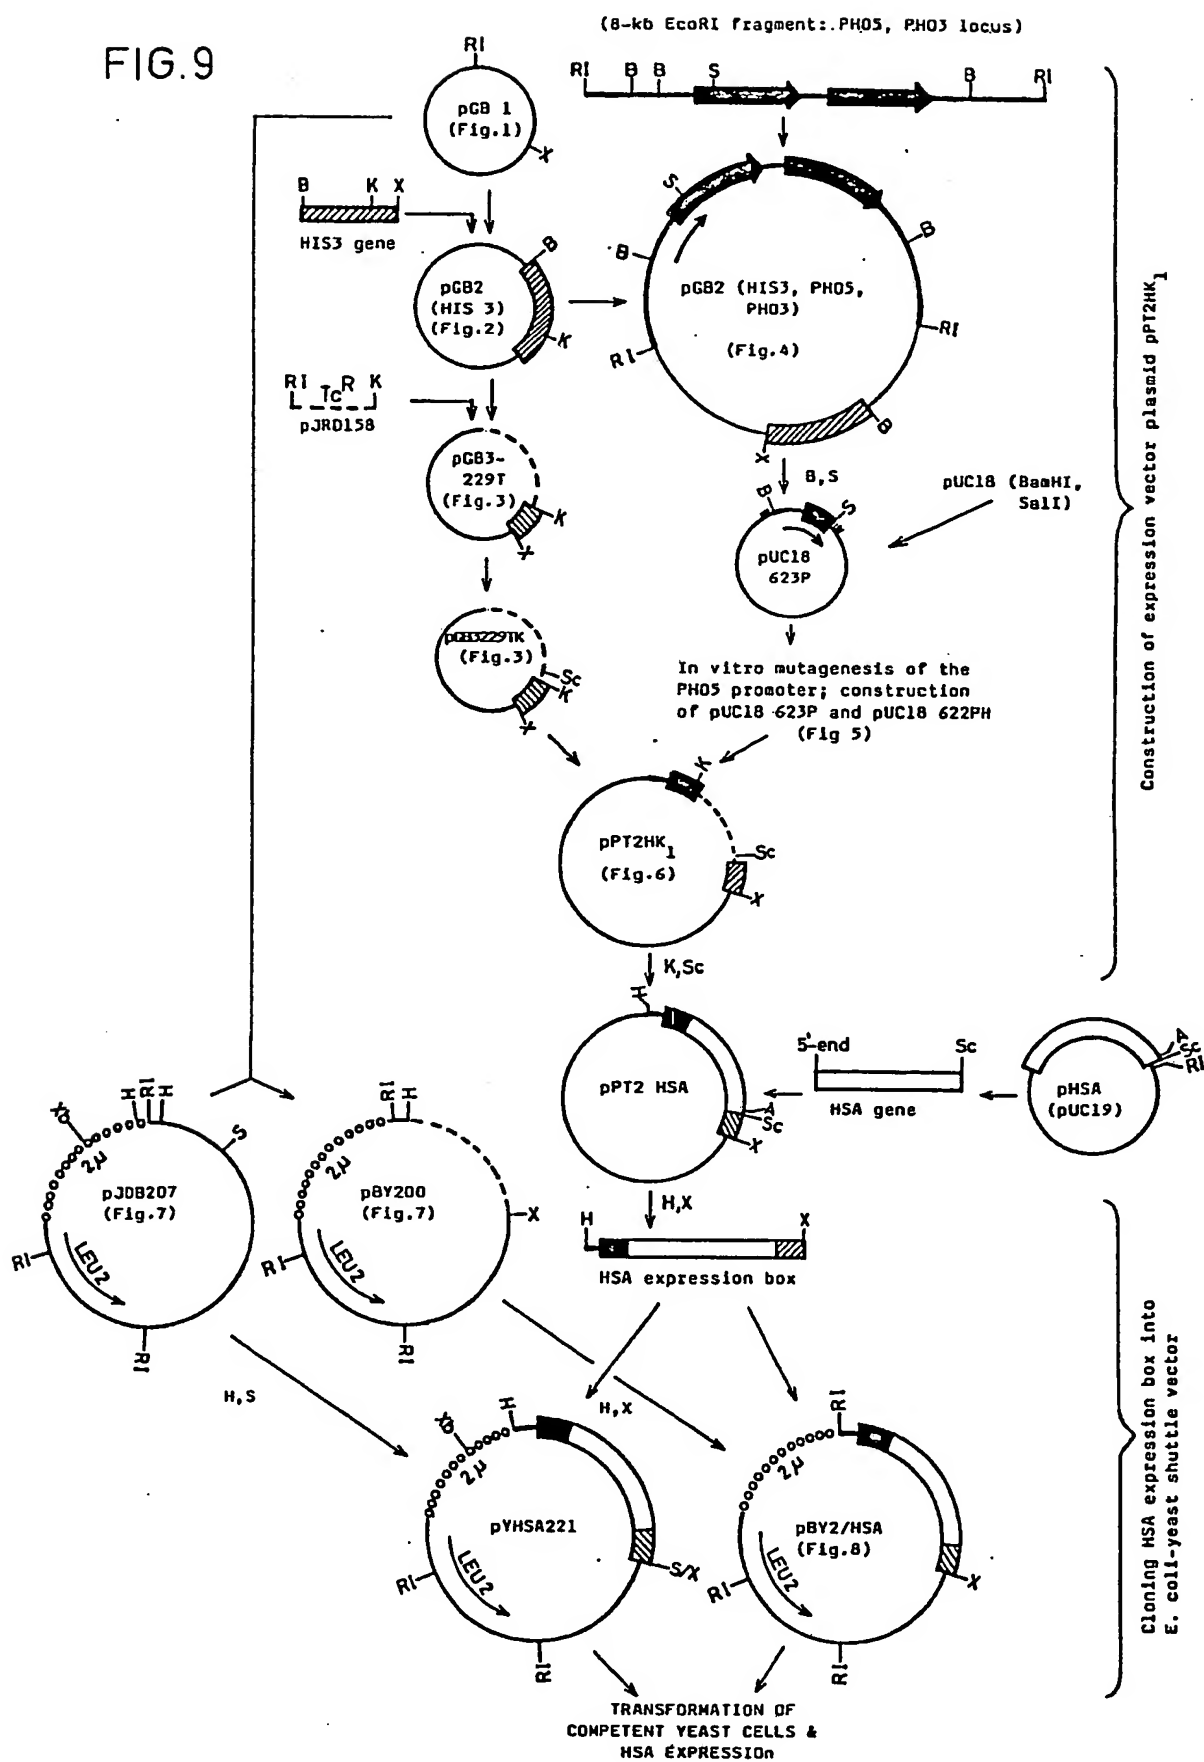 FIG.9
(8-kb EcoRI fragment:.PHO5, PHO3 locus)
RI
pGB 1
(Fig.1)
X
RI B B S B RI
B K X
HIS3 gene
pGB2
(HIS 3)
(Fig.2)
B
K
S
B
B
pGB2 (HIS3, PHO5,
PHO3)
(Fig.4)
RI
RI
B
X
RI TcR K
pJRD158
pGB3-
229T
(Fig.3)
K
X
B,S
pUC18 (BamHI,
SalI)
B
S
pUC18
623P
pGB3229TK
(Fig.3)
Sc
K
X
In vitro mutagenesis of the
PHO5 promoter; construction
of pUC18 623P and pUC18 622PH
(Fig 5)
K
pPT2HK1
(Fig.6)
Sc
X
Construction of expression vector plasmid pPT2HK1
K,Sc
H
pPT2 HSA
A
Sc
X
5'-end Sc
HSA gene
pHSA
(pUC19)
A
Sc
RI
H RI H
Xb
2µ
S
pJDB207
(Fig.7)
RI
LEU2
RI
RI H
2µ
pBY200
(Fig.7)
X
RI
LEU2
RI
H,X
H X
HSA expression box
H,S
H,X
H
Xb
2µ
pYHSA221
S/X
RI
LEU2
RI
RI
2µ
pBY2/HSA
(Fig.8)
X
RI
LEU2
RI
Cloning HSA expression box into
E. coli-yeast shuttle vector
TRANSFORMATION OF
COMPETENT YEAST CELLS &
HSA EXPRESSIOn